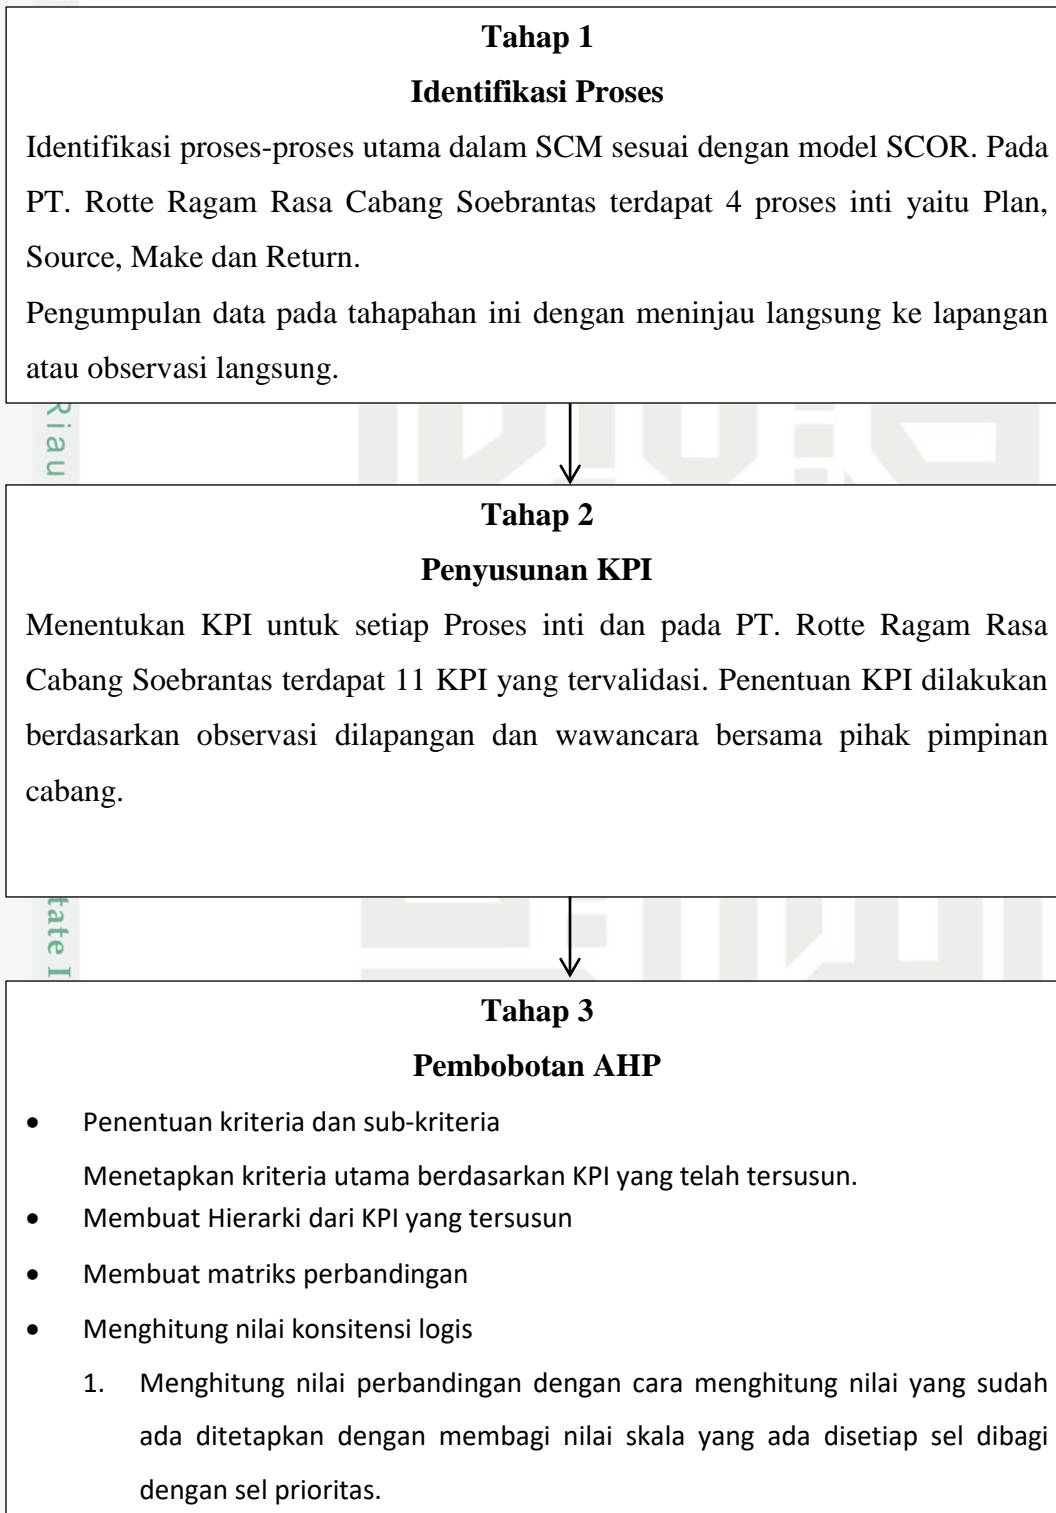 Tahap 1
Identifikasi Proses
Identifikasi proses-proses utama dalam SCM sesuai dengan model SCOR. Pada
PT. Rotte Ragam Rasa Cabang Soebrantas terdapat 4 proses inti yaitu Plan,
Source, Make dan Return.
Pengumpulan data pada tahapahan ini dengan meninjau langsung ke lapangan
atau observasi langsung.
Riau
Tahap 2
Penyusunan KPI
Menentukan KPI untuk setiap Proses inti dan pada PT. Rotte Ragam Rasa
Cabang Soebrantas terdapat 11 KPI yang tervalidasi. Penentuan KPI dilakukan
berdasarkan observasi dilapangan dan wawancara bersama pihak pimpinan
cabang.
tate I
Tahap 3
Pembobotan AHP
• Penentuan kriteria dan sub-kriteria
Menetapkan kriteria utama berdasarkan KPI yang telah tersusun.
• Membuat Hierarki dari KPI yang tersusun
• Membuat matriks perbandingan
• Menghitung nilai konsitensi logis
1. Menghitung nilai perbandingan dengan cara menghitung nilai yang sudah
ada ditetapkan dengan membagi nilai skala yang ada disetiap sel dibagi
dengan sel prioritas.